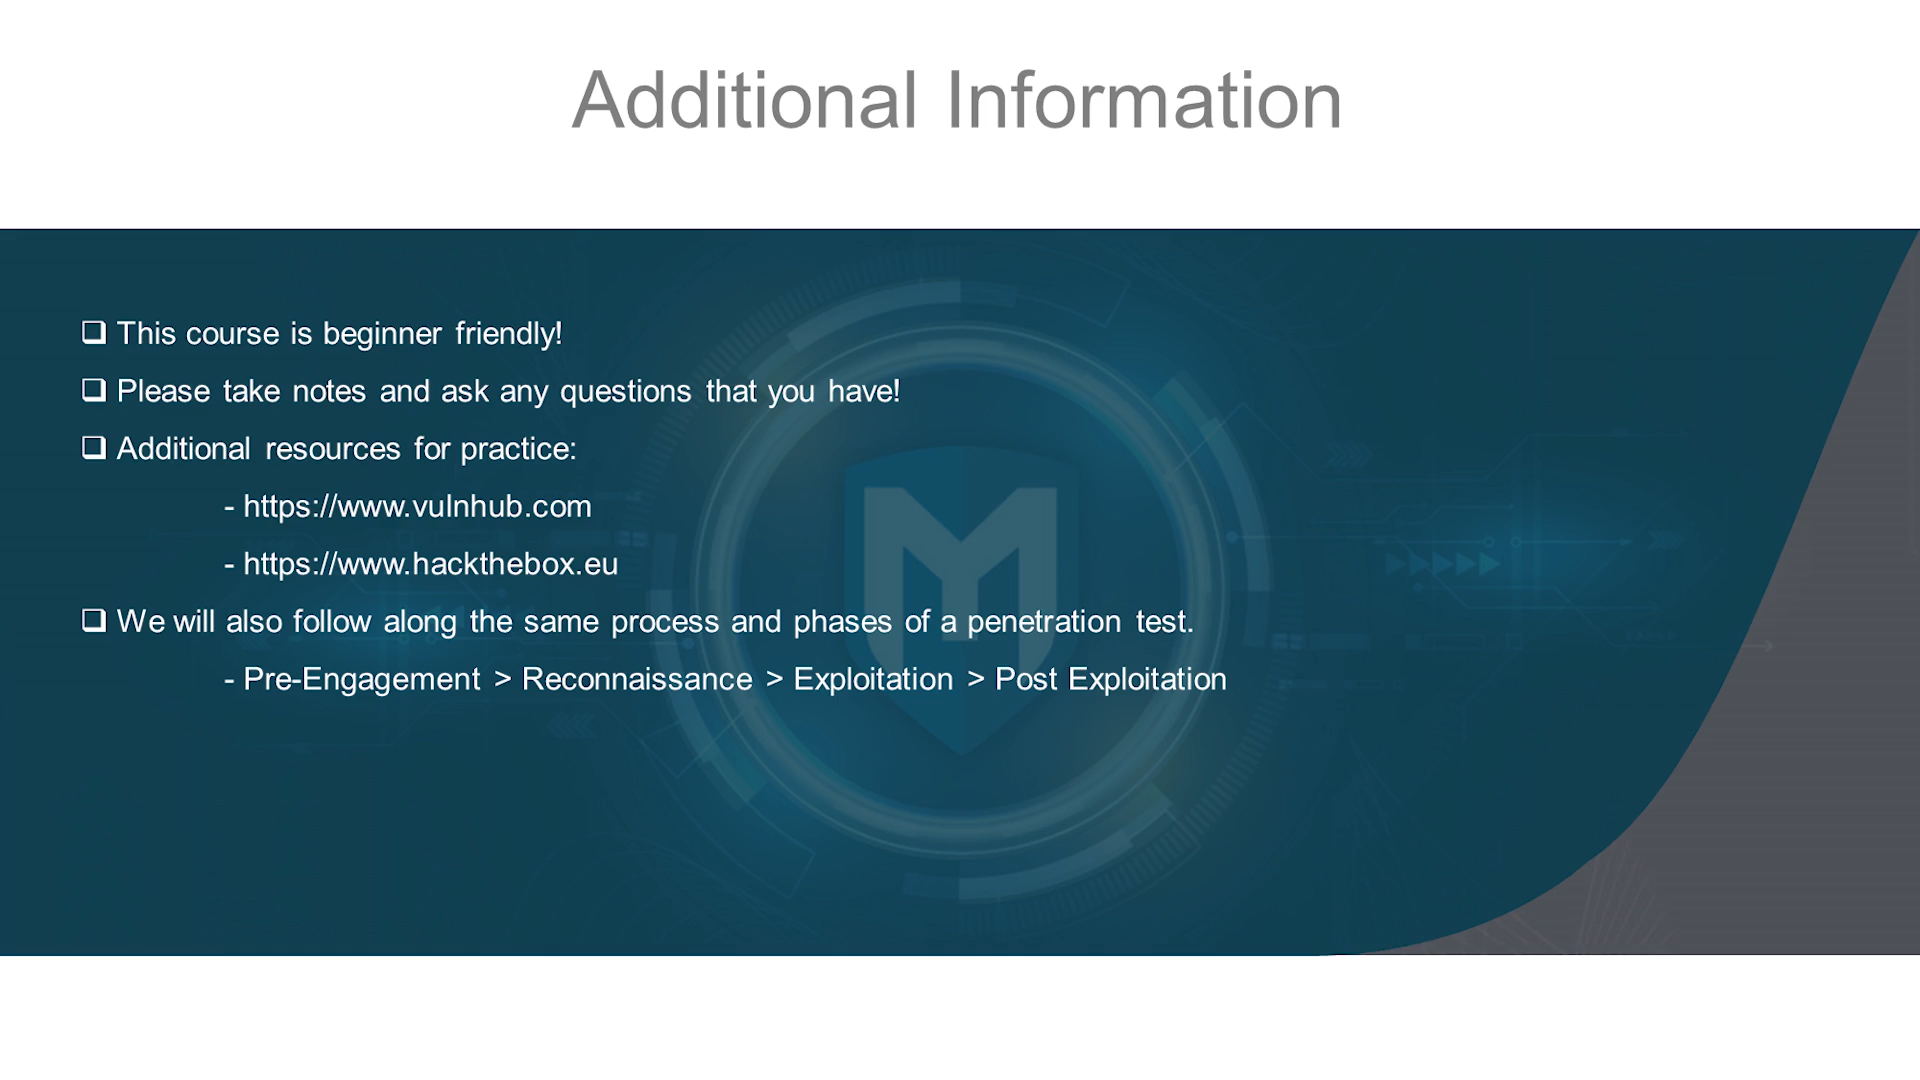 Additional Information
❑ This course is beginner friendly!
❑ Please take notes and ask any questions that you have!
❑ Additional resources for practice:
- https://www.vulnhub.com
- https://www.hackthebox.eu
❑ We will also follow along the same process and phases of a penetration test.
- Pre-Engagement > Reconnaissance > Exploitation > Post Exploitation
M